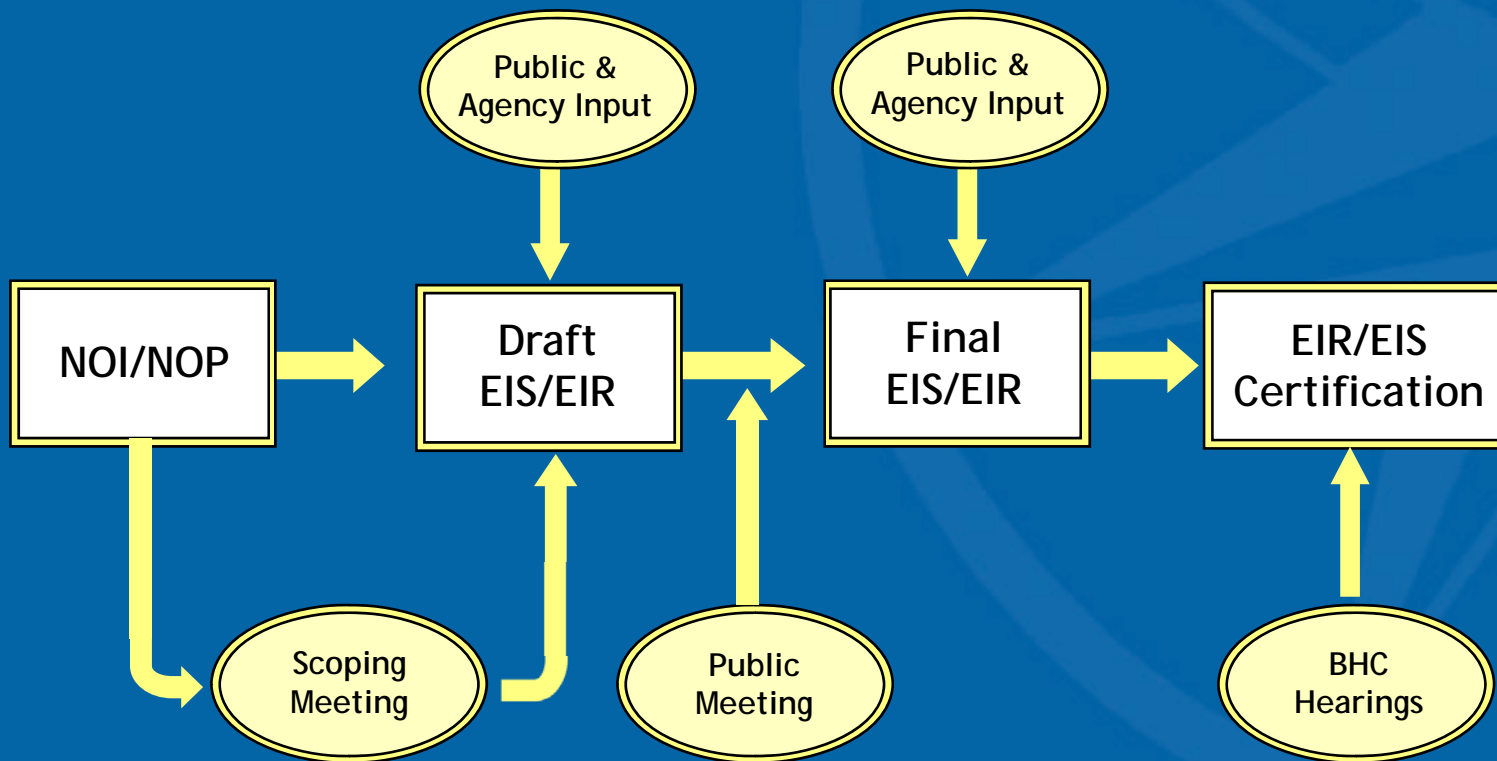 Public &
Agency Input
Public &
Agency Input
NOI/NOP
Draft
EIS/EIR
Final
EIS/EIR
EIR/EIS
Certification
Scoping
Meeting
Public
Meeting
BHC
Hearings